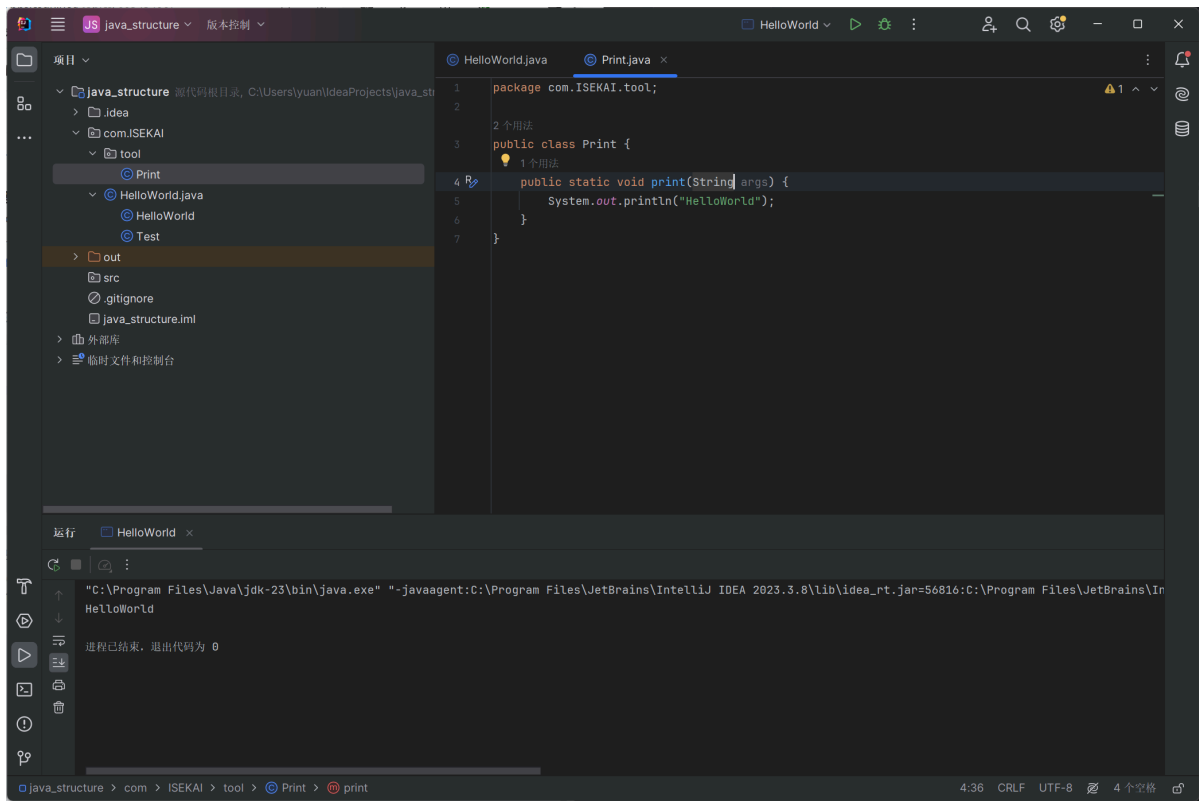 JS java_structure 版本控制 HelloWorld
项目
HelloWorld.java Print.java
java_structure 源代码根目录, C:\Users\yuan\IdeaProjects\java_str
.idea
com.ISEKAI
tool
Print
HelloWorld.java
HelloWorld
Test
out
src
.gitignore
java_structure.iml
外部库
临时文件和控制台
1 package com.ISEKAI.tool;
1
2
2 个用法
3 public class Print {
1 个用法
4 public static void print(String args) {
5 System.out.println("HelloWorld");
6 }
7 }
运行 HelloWorld
"C:\Program Files\Java\jdk-23\bin\java.exe" "-javaagent:C:\Program Files\JetBrains\IntelliJ IDEA 2023.3.8\lib\idea_rt.jar=56816:C:\Program Files\JetBrains\In
HelloWorld
进程已结束，退出代码为 0
java_structure > com > ISEKAI > tool > Print > print 4:36 CRLF UTF-8 4 个空格